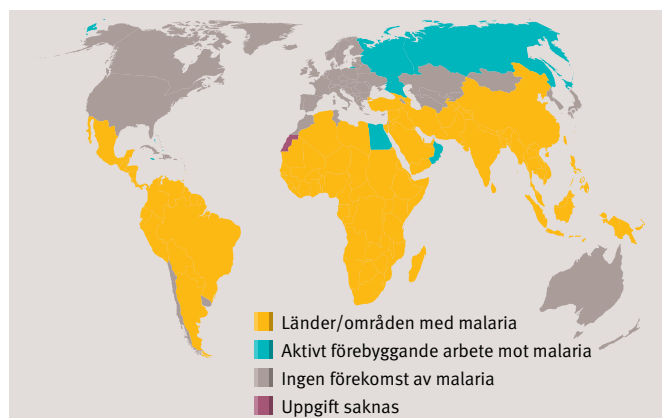 Länder/områden med malaria
Aktivt förebyggande arbete mot malaria
Ingen förekomst av malaria
Uppgift saknas